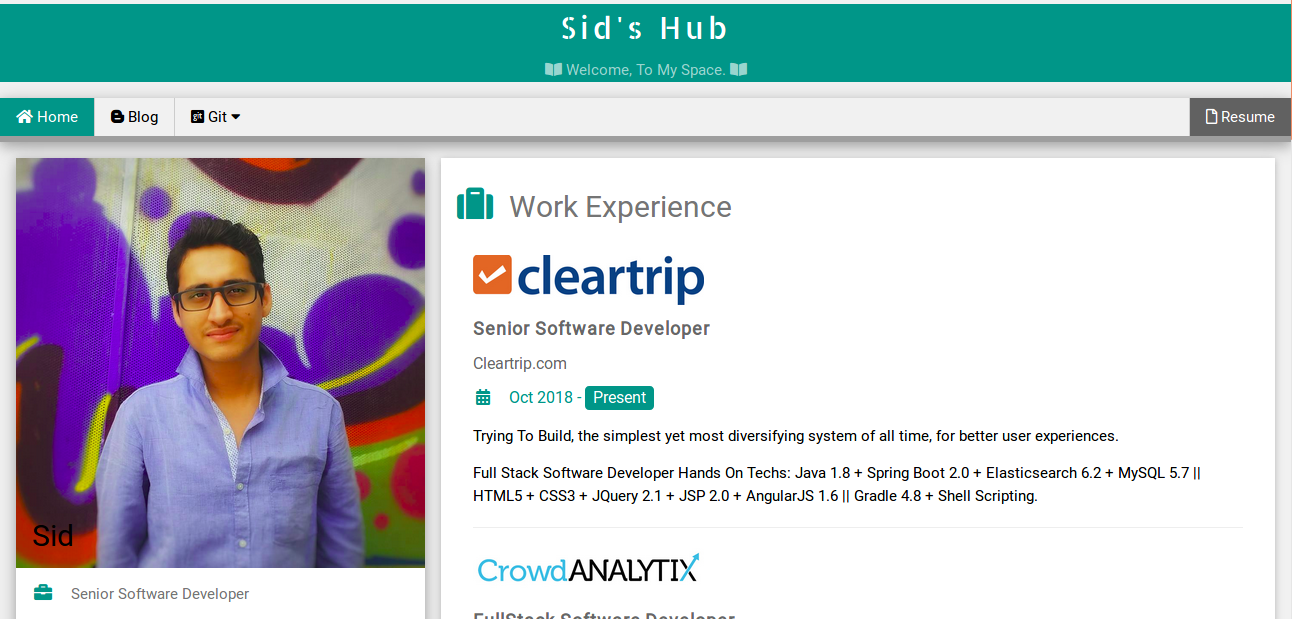 Sid's Hub
Welcome, To My Space.
Home
Blog
git
Git
Resume
Sid
Senior Software Developer
Work Experience
cleartrip
Senior Software Developer
Cleartrip.com
Oct 2018 - Present
Trying To Build, the simplest yet most diversifying system of all time, for better user experiences.
Full Stack Software Developer Hands On Techs: Java 1.8 + Spring Boot 2.0 + Elasticsearch 6.2 + MySQL 5.7 ||
HTML5 + CSS3 + JQuery 2.1 + JSP 2.0 + AngularJS 1.6 || Gradle 4.8 + Shell Scripting.
CrowdANALYTIX
FullStack Software Developer